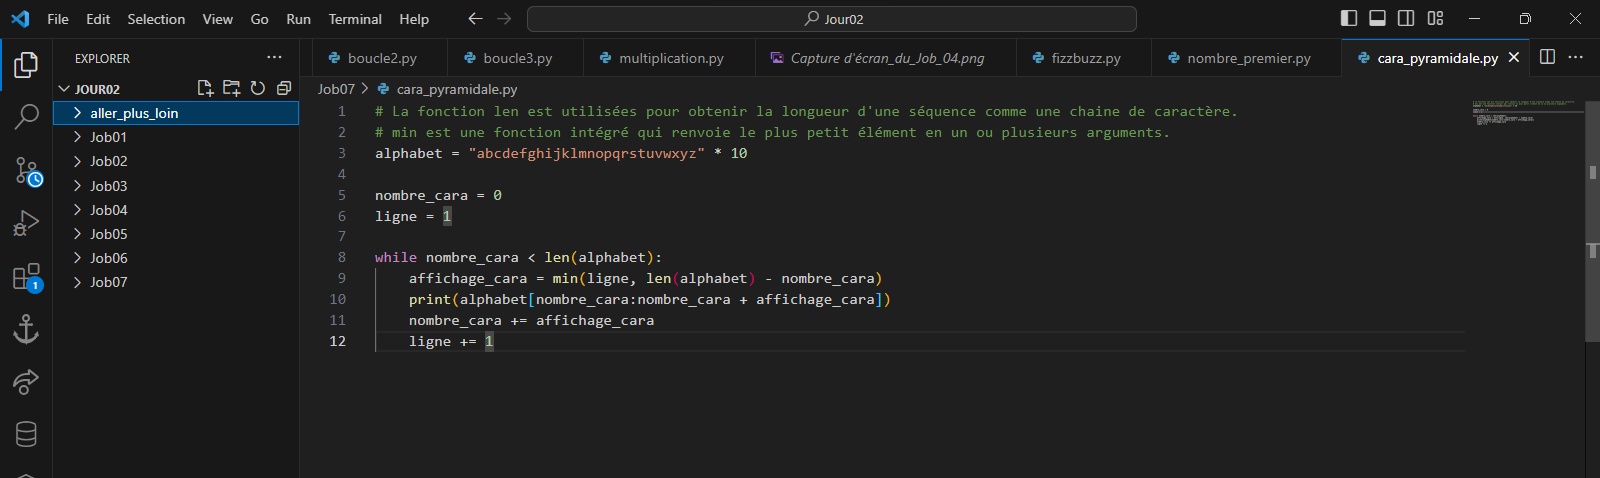 File Edit Selection View Go Run Terminal Help Jour02
EXPLORER
boucle2.py boucle3.py multiplication.py Capture d'écran_du_Job_04.png fizzbuzz.py nombre_premier.py cara_pyramidale.py
JOUR02
aller_plus_loin
Job01
Job02
Job03
Job04
Job05
Job06
Job07
1
Job07 > cara_pyramidale.py
1 # La fonction len est utilisées pour obtenir la longueur d'une séquence comme une chaine de caractère.
2 # min est une fonction intégré qui renvoie le plus petit élément en un ou plusieurs arguments.
3 alphabet = "abcdefghijklmnopqrstuvwxyz" * 10
4
5 nombre_cara = 0
6 ligne = 1
7
8 while nombre_cara < len(alphabet):
9 affichage_cara = min(ligne, len(alphabet) - nombre_cara)
10 print(alphabet[nombre_cara:nombre_cara + affichage_cara])
11 nombre_cara += affichage_cara
12 ligne += 1